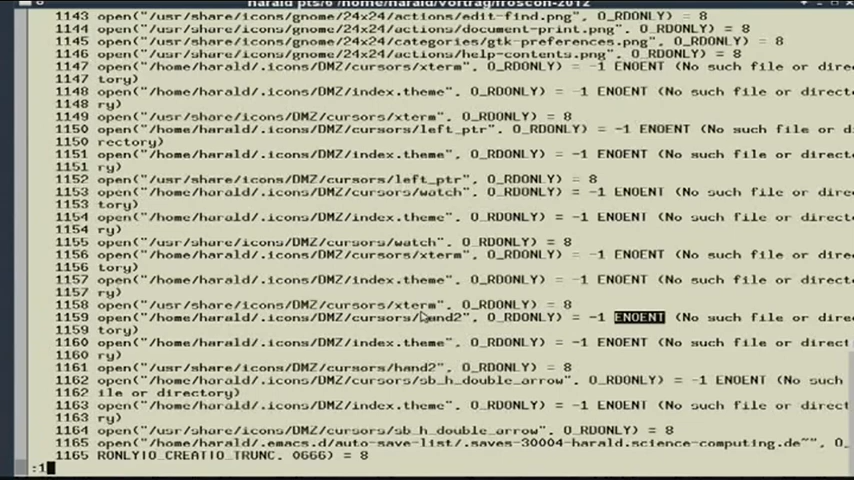 harald pts/6 /home/harald/vortrag/froscon-2012
1143 open("/usr/share/icons/gnome/24x24/actions/edit-find.png", O_RDONLY) = 8
1144 open("/usr/share/icons/gnome/24x24/actions/document-print.png", O_RDONLY) = 8
1145 open("/usr/share/icons/gnome/24x24/categories/gtk-preferences.png", O_RDONLY) = 8
1146 open("/usr/share/icons/gnome/24x24/actions/help-contents.png", O_RDONLY) = 8
1147 open("/home/harald/.icons/DMZ/cursors/xterm", O_RDONLY) = -1 ENOENT (No such file or direc
1147 tory)
1148 open("/home/harald/.icons/DMZ/index.theme", O_RDONLY) = -1 ENOENT (No such file or directo
1148 ry)
1149 open("/usr/share/icons/DMZ/cursors/xterm", O_RDONLY) = 8
1150 open("/home/harald/.icons/DMZ/cursors/left_ptr", O_RDONLY) = -1 ENOENT (No such file or d
1150 rectory)
1151 open("/home/harald/.icons/DMZ/index.theme", O_RDONLY) = -1 ENOENT (No such file or directo
1151 ry)
1152 open("/usr/share/icons/DMZ/cursors/left_ptr", O_RDONLY) = 8
1153 open("/home/harald/.icons/DMZ/cursors/watch", O_RDONLY) = -1 ENOENT (No such file or direc
1153 tory)
1154 open("/home/harald/.icons/DMZ/index.theme", O_RDONLY) = -1 ENOENT (No such file or directo
1154 ry)
1155 open("/usr/share/icons/DMZ/cursors/watch", O_RDONLY) = 8
1156 open("/home/harald/.icons/DMZ/cursors/xterm", O_RDONLY) = -1 ENOENT (No such file or direc
1156 tory)
1157 open("/home/harald/.icons/DMZ/index.theme", O_RDONLY) = -1 ENOENT (No such file or directo
1157 ry)
1158 open("/usr/share/icons/DMZ/cursors/xterm", O_RDONLY) = 8
1159 open("/home/harald/.icons/DMZ/cursors/hand2", O_RDONLY) = -1 ENOENT (No such file or direc
1159 tory)
1160 open("/home/harald/.icons/DMZ/index.theme", O_RDONLY) = -1 ENOENT (No such file or directo
1160 ry)
1161 open("/usr/share/icons/DMZ/cursors/hand2", O_RDONLY) = 8
1162 open("/home/harald/.icons/DMZ/cursors/sb_h_double_arrow", O_RDONLY) = -1 ENOENT (No such
1162 ile or directory)
1163 open("/home/harald/.icons/DMZ/index.theme", O_RDONLY) = -1 ENOENT (No such file or directo
1163 ry)
1164 open("/usr/share/icons/DMZ/cursors/sb_h_double_arrow", O_RDONLY) = 8
1165 open("/home/harald/.emacs.d/auto-save-list/.saves-30004-harald.science-computing.de~", O_W
1165 RONLY|O_CREAT|O_TRUNC, 0666) = 8
:1